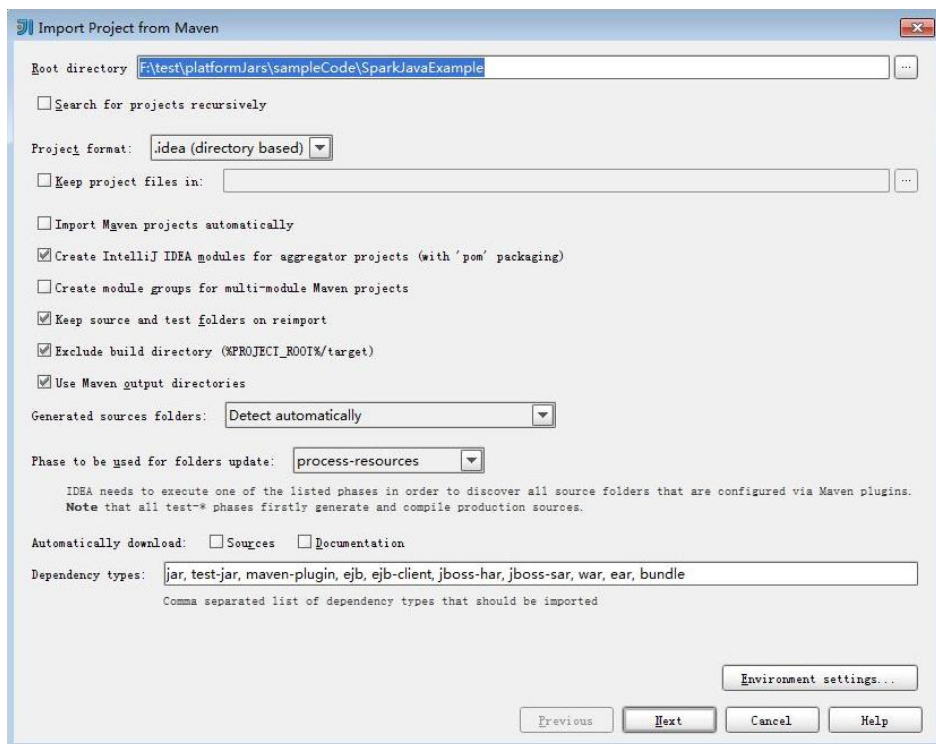 Import Project from Maven
Root directory F:\test\platformJars\sampleCode\SparkJavaExample ...
Search for projects recursively
Project format: .idea (directory based)
Keep project files in: ...
Import Maven projects automatically
Create IntelliJ IDEA modules for aggregator projects (with 'pom' packaging)
Create module groups for multi-module Maven projects
Keep source and test folders on reimport
Exclude build directory (%PROJECT_ROOT%/target)
Use Maven output directories
Generated sources folders: Detect automatically
Phase to be used for folders update: process-resources
IDEA needs to execute one of the listed phases in order to discover all source folders that are configured via Maven plugins.
Note that all test-* phases firstly generate and compile production sources.
Automatically download: Sources Documentation
Dependency types: jar, test-jar, maven-plugin, ejb, ejb-client, jboss-har, jboss-sar, war, ear, bundle
Comma separated list of dependency types that should be imported
Environment settings...
Previous Next Cancel Help